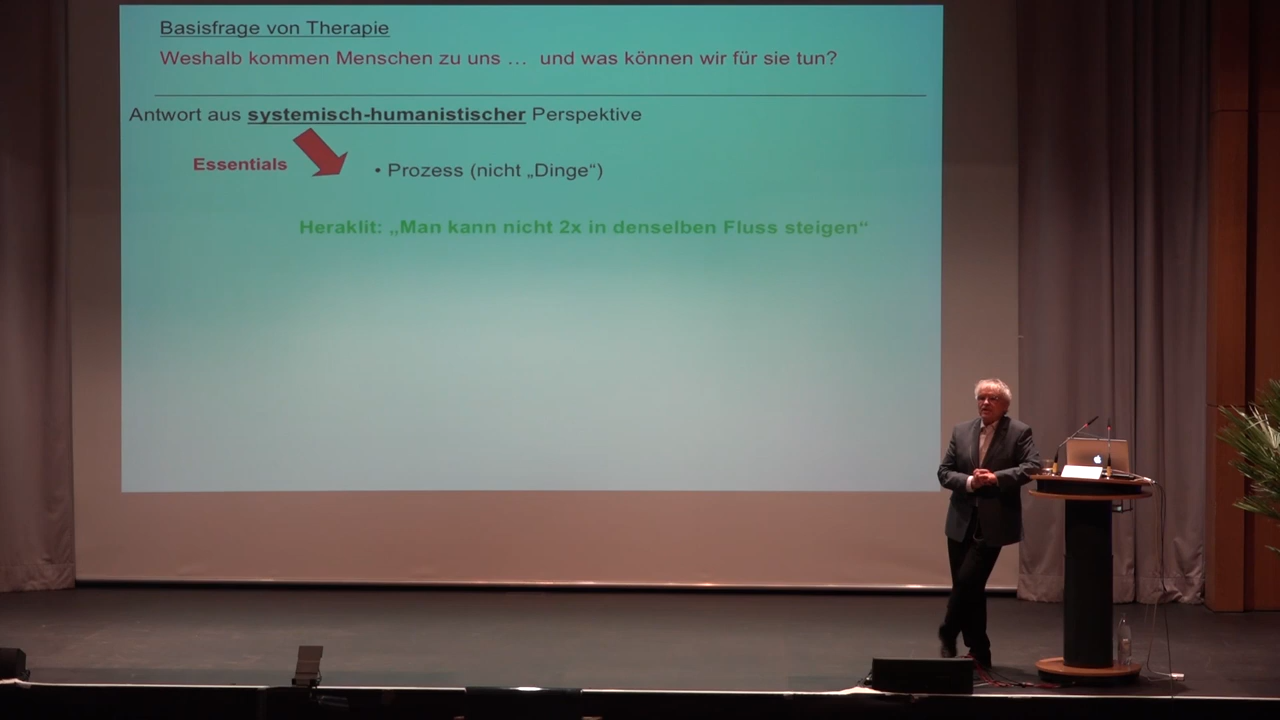 Basisfrage von Therapie
Weshalb kommen Menschen zu uns … und was können wir für sie tun?
Antwort aus systemisch-humanistischer Perspektive
Essentials
• Prozess (nicht „Dinge“)
Heraklit: „Man kann nicht 2x in denselben Fluss steigen“